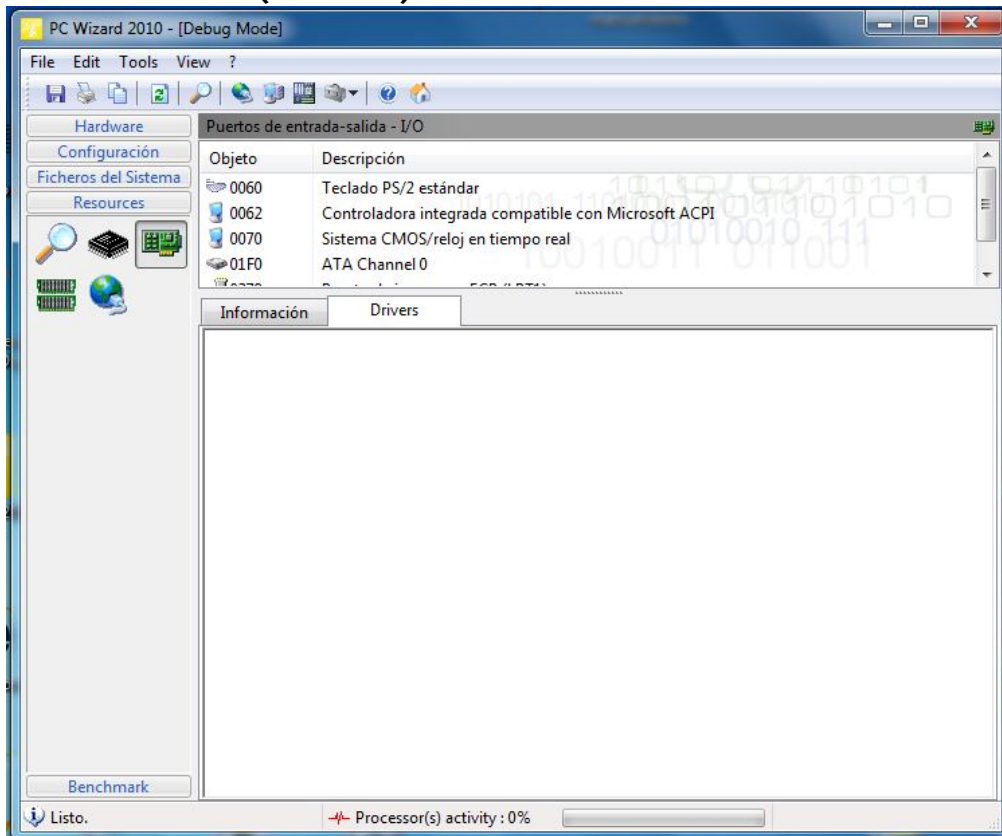 PC Wizard 2010 - [Debug Mode]
File Edit Tools View ?
Hardware
Configuración
Ficheros del Sistema
Resources
Puertos de entrada-salida - I/O
Objeto Descripción
0060 Teclado PS/2 estándar
0062 Controladora integrada compatible con Microsoft ACPI
0070 Sistema CMOS/reloj en tiempo real
01F0 ATA Channel 0
Información Drivers
Benchmark
Listo. Processor(s) activity : 0%